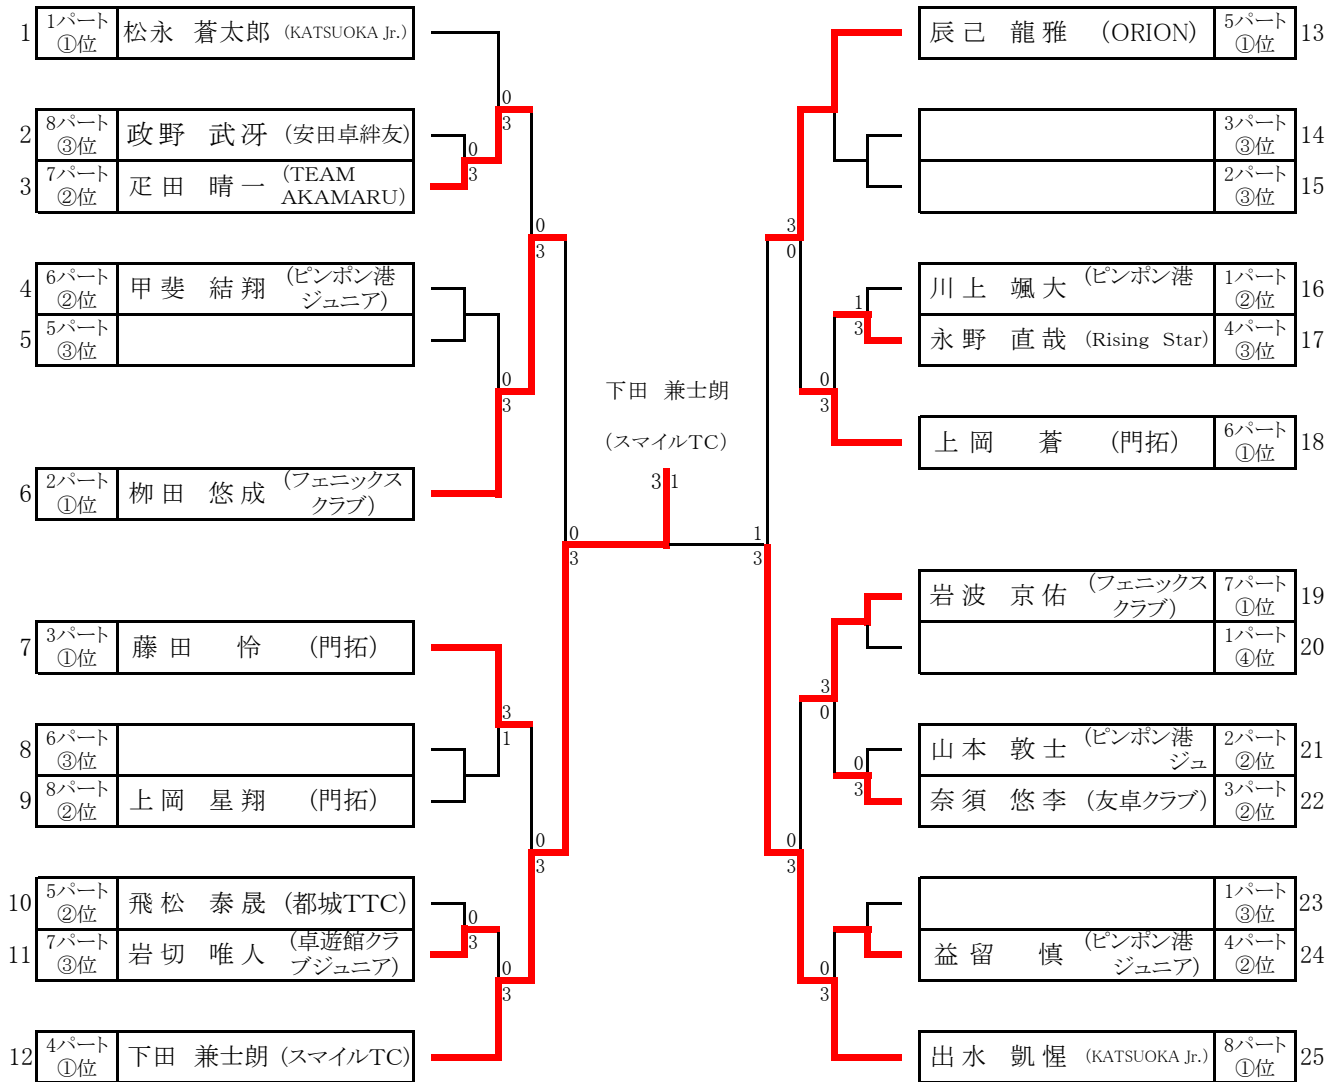 1 1パート ①位 松永 蒼太郎 (KATSUOKA Jr.)
0
3
2 8パート ③位 政野 武冴 (安田卓絆友)
0
3
3 7パート ②位 疋田 晴一 (TEAM AKAMARU)
0
3
4 6パート ②位 甲斐 結翔 (ピンポン港 ジュニア)
5 5パート ③位
0
3
6 2パート ①位 栁田 悠成 (フェニックス クラブ)
0
3
7 3パート ①位 藤田 怜 (門拓)
3
1
8 6パート ③位
9 8パート ②位 上岡 星翔 (門拓)
0
3
10 5パート ②位 飛松 泰晟 (都城TTC)
0
3
11 7パート ③位 岩切 唯人 (卓遊館クラ ブジュニア)
0
3
12 4パート ①位 下田 兼士朗 (スマイルTC)
下田 兼士朗
(スマイルTC)
3 1
辰己 龍雅 (ORION) 5パート ①位 13
3パート ③位 14
2パート ③位 15
3
0
川上 颯大 (ピンポン港 1パート ②位 16
1
3
永野 直哉 (Rising Star) 4パート ③位 17
0
3
上岡 蒼 (門拓) 6パート ①位 18
1
3
岩波 京佑 (フェニックス クラブ) 7パート ①位 19
1パート ④位 20
3
0
山本 敦士 (ピンポン港 ジュ 2パート ②位 21
0
3
奈須 悠李 (友卓クラブ) 3パート ②位 22
0
3
1パート ③位 23
益留 慎 (ピンポン港 ジュニア) 4パート ②位 24
0
3
出水 凱惺 (KATSUOKA Jr.) 8パート ①位 25